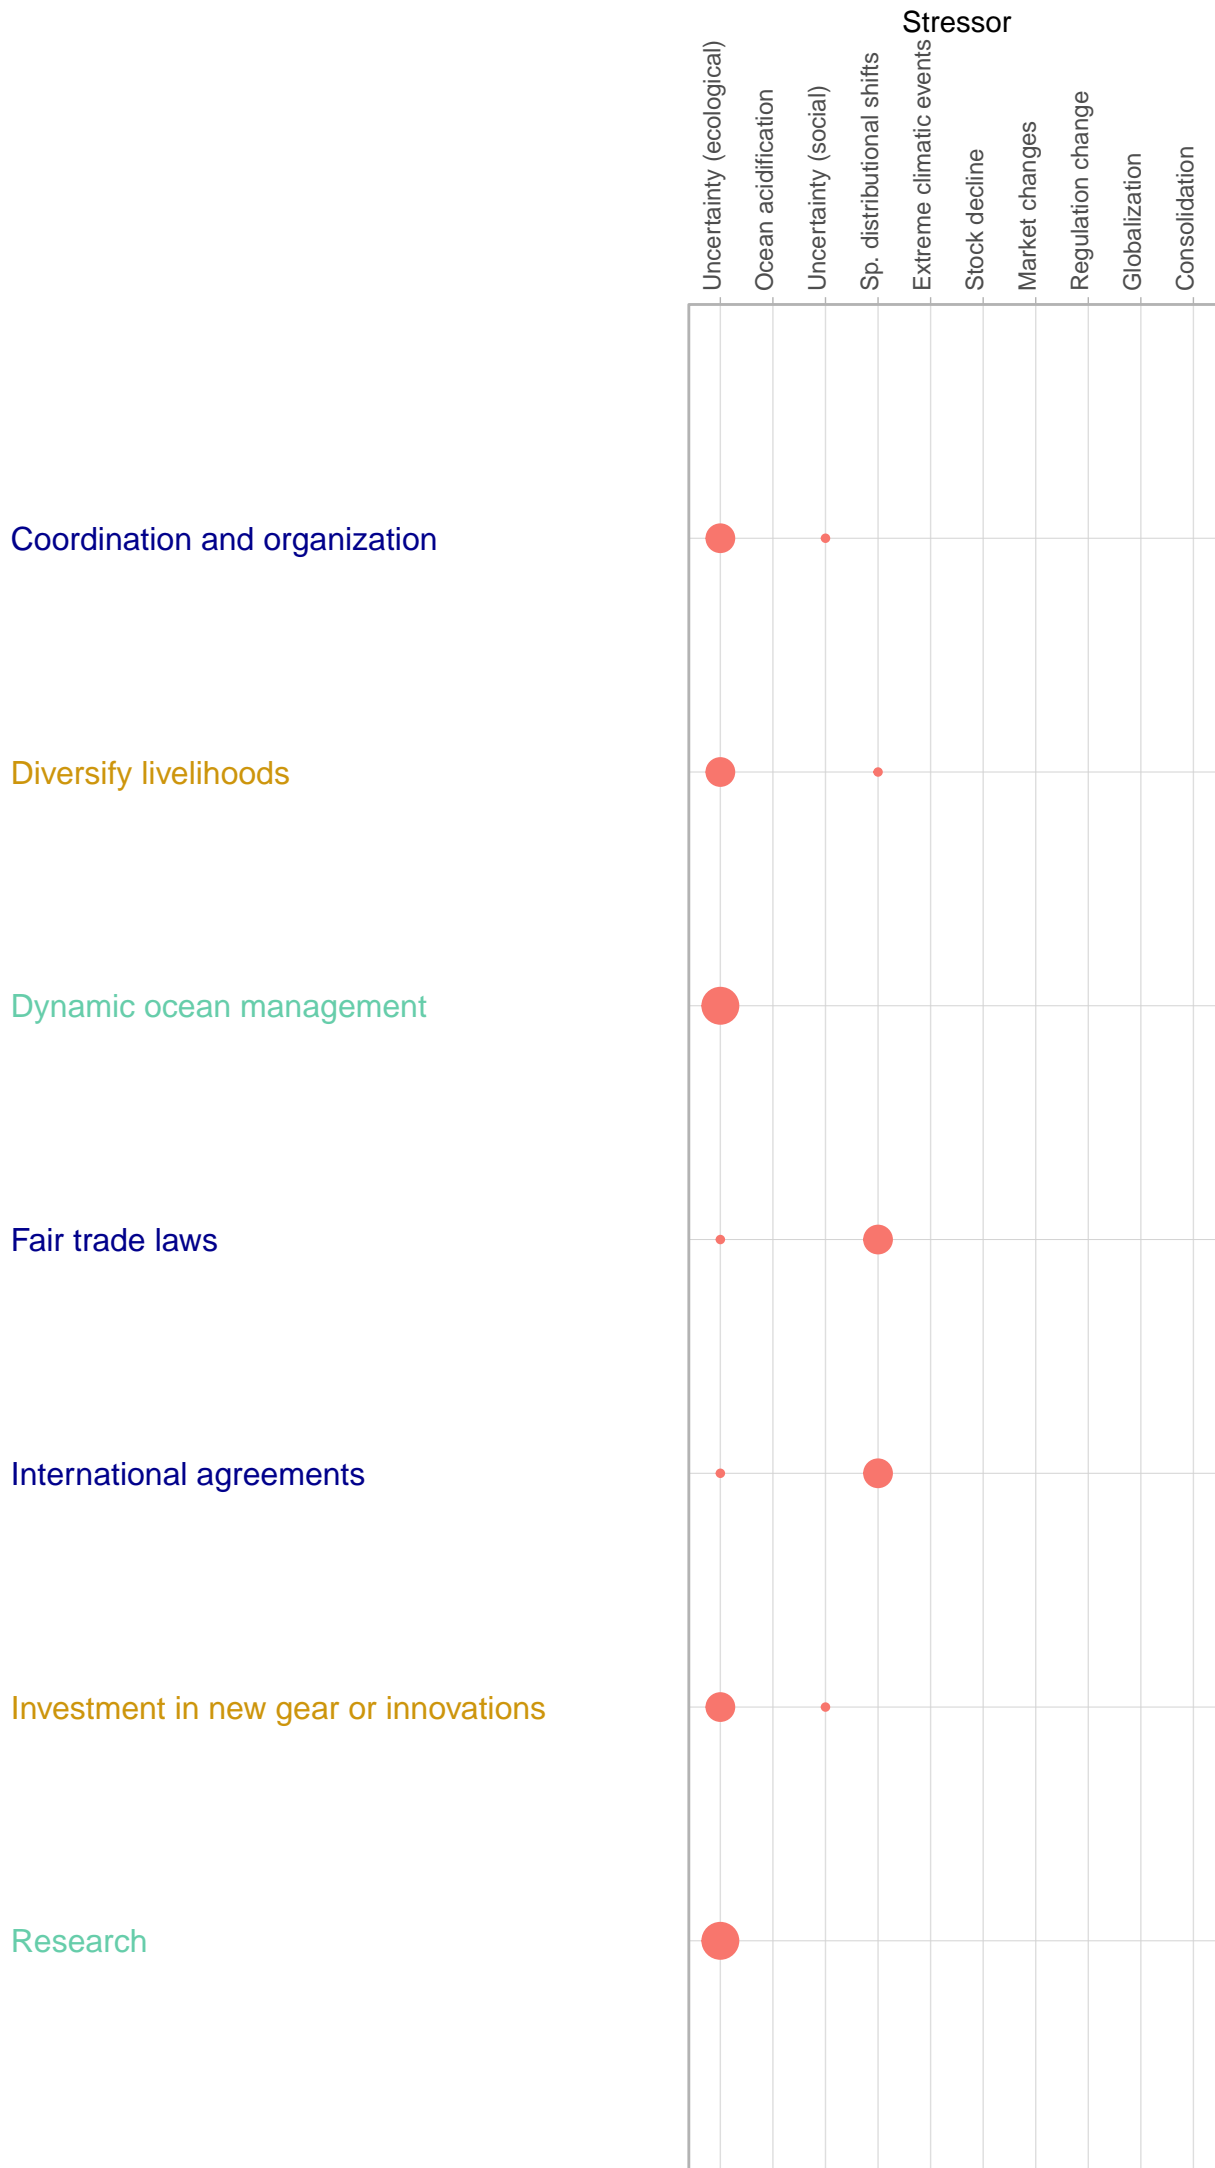 Stressor
Uncertainty (ecological)
Ocean acidification
Uncertainty (social)
Sp. distributional shifts
Extreme climatic events
Stock decline
Market changes
Regulation change
Globalization
Consolidation
Coordination and organization
Diversify livelihoods
Dynamic ocean management
Fair trade laws
International agreements
Investment in new gear or innovations
Research